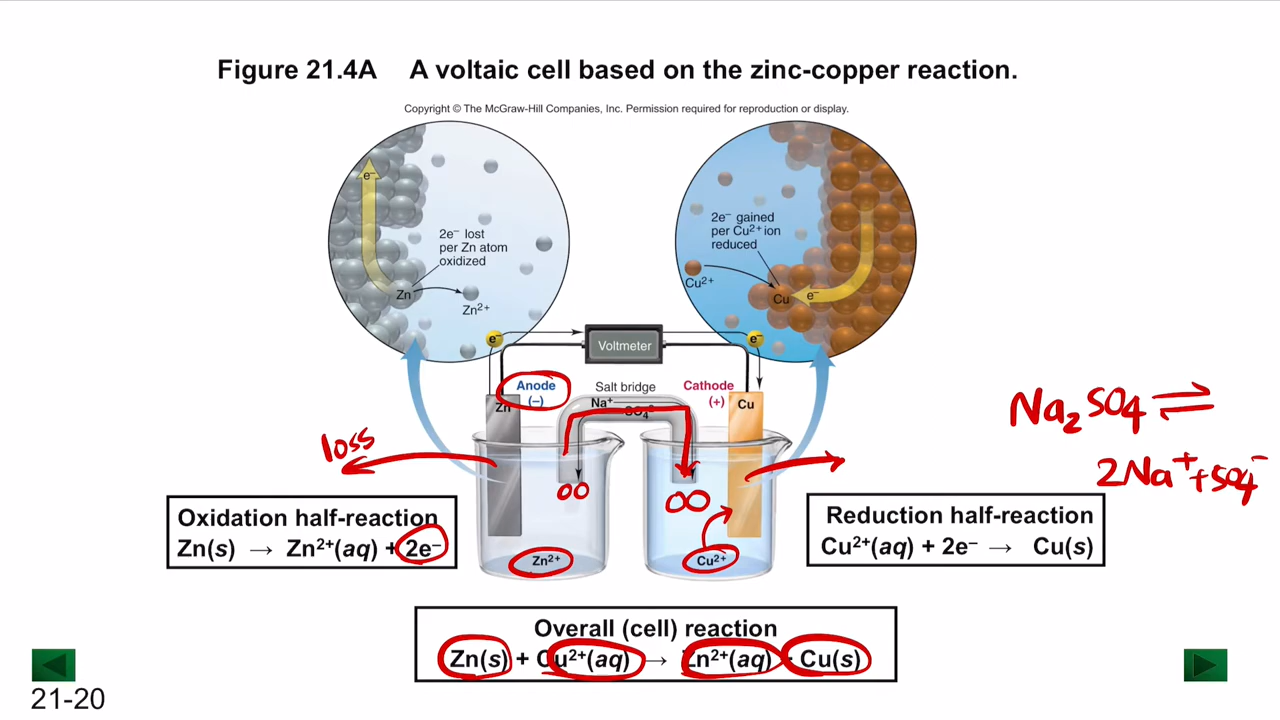 Figure 21.4A A voltaic cell based on the zinc-copper reaction.
Copyright © The McGraw-Hill Companies, Inc. Permission required for reproduction or display.
e⁻
2e⁻ lost
per Zn atom
oxidized
Zn
Zn²⁺
2e⁻ gained
per Cu²⁺ ion
reduced
Cu²⁺
Cu
e⁻
e⁻
Voltmeter
e⁻
Anode
(–)
Zn
Salt bridge
Na⁺
SO₄²⁻
Cathode
(+)
Cu
Na₂SO₄ ⇌
2Na⁺ + SO₄⁻
loss
Oxidation half-reaction
Zn(s) → Zn²⁺(aq) + 2e⁻
Zn²⁺
Cu²⁺
Reduction half-reaction
Cu²⁺(aq) + 2e⁻ → Cu(s)
Overall (cell) reaction
Zn(s) + Cu²⁺(aq) → Zn²⁺(aq) + Cu(s)
21-20